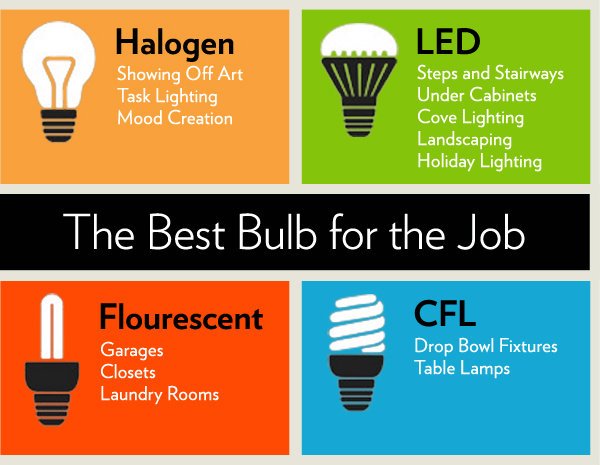 Halogen
Showing Off Art
Task Lighting
Mood Creation
LED
Steps and Stairways
Under Cabinets
Cove Lighting
Landscaping
Holiday Lighting
The Best Bulb for the Job
Flourescent
Garages
Closets
Laundry Rooms
CFL
Drop Bowl Fixtures
Table Lamps